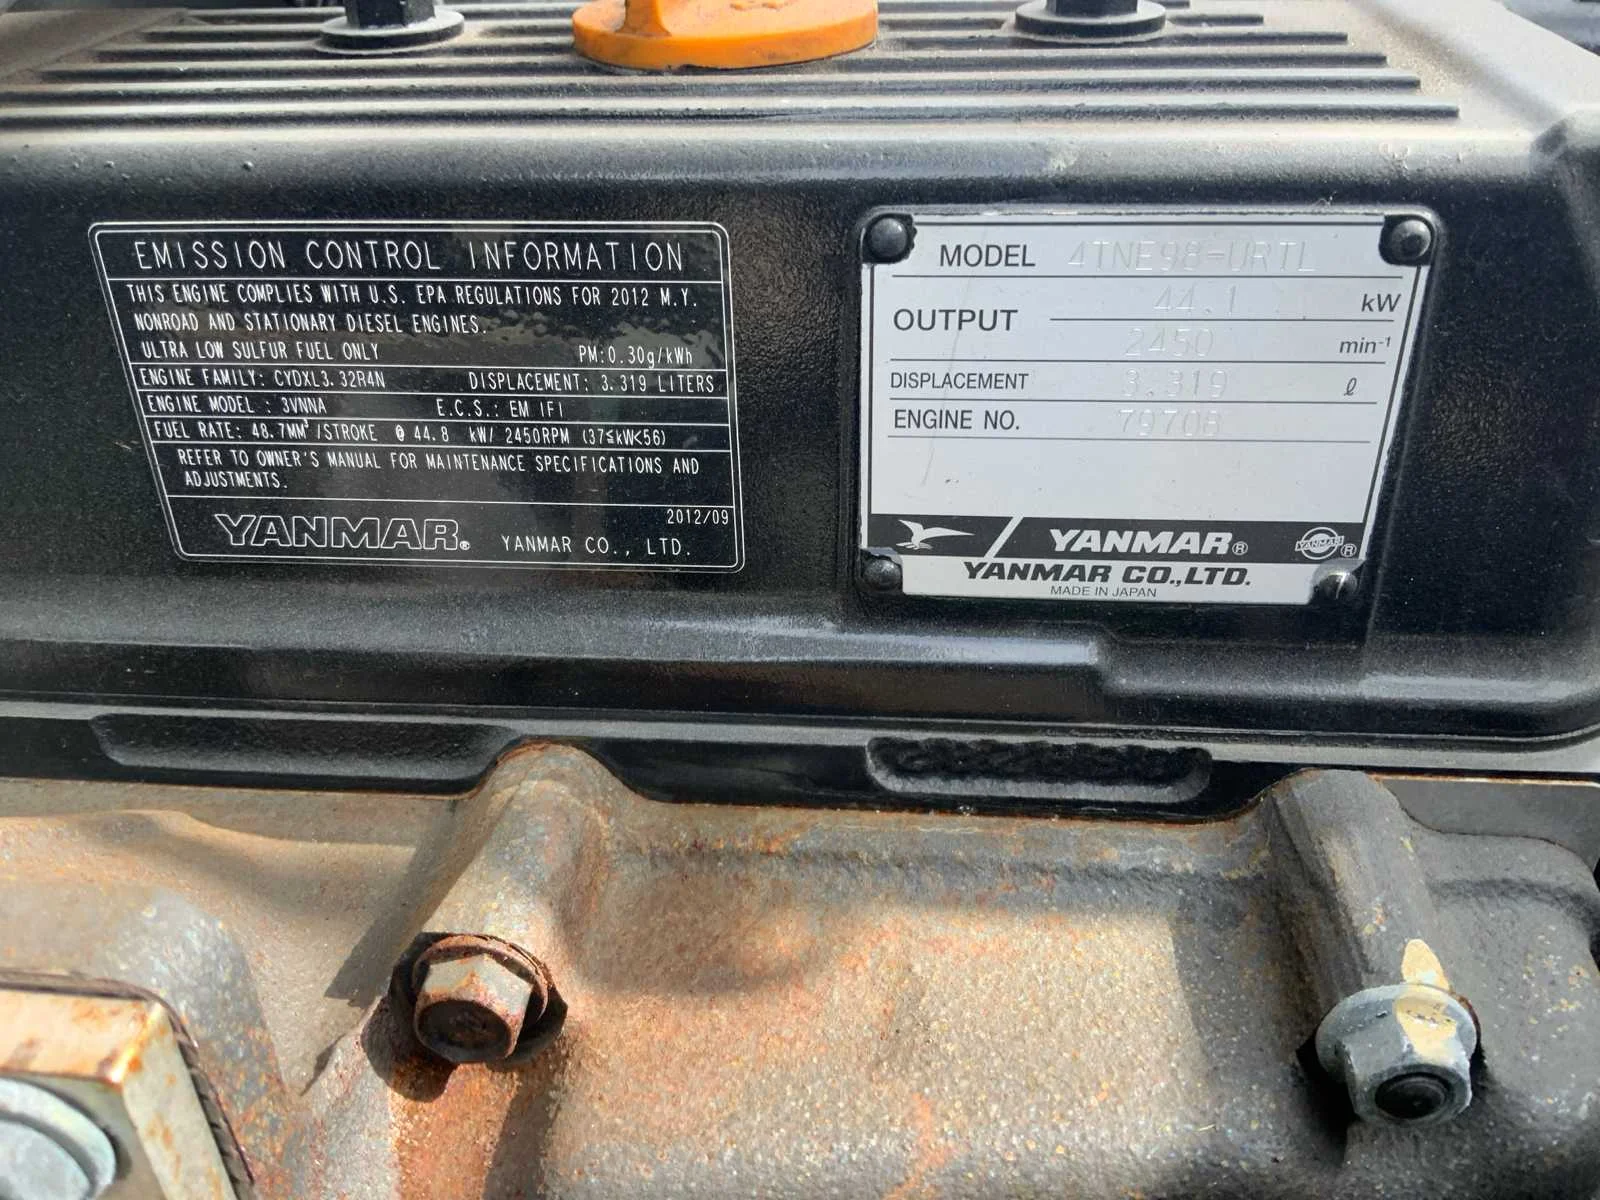 EMISSION CONTROL INFORMATION
THIS ENGINE COMPLIES WITH U.S. EPA REGULATIONS FOR 2012 M.Y.
NONROAD AND STATIONARY DIESEL ENGINES.
ULTRA LOW SULFUR FUEL ONLY PM:0.30g/kWh
ENGINE FAMILY: CYDXL3.32R4N DISPLACEMENT: 3.319 LITERS
ENGINE MODEL : 3VNNA E.C.S.: EM IFI
FUEL RATE: 48.7MM³/STROKE @ 44.8 kW/ 2450RPM (37≤kW<56)
REFER TO OWNER'S MANUAL FOR MAINTENANCE SPECIFICATIONS AND
ADJUSTMENTS.
2012/09
YANMAR® YANMAR CO., LTD.
MODEL 4TNE98-URTL
OUTPUT 44.1 kW
2450 min⁻¹
DISPLACEMENT 3.319 ℓ
ENGINE NO. 79708
YANMAR® YANMAR ®
YANMAR CO.,LTD.
MADE IN JAPAN